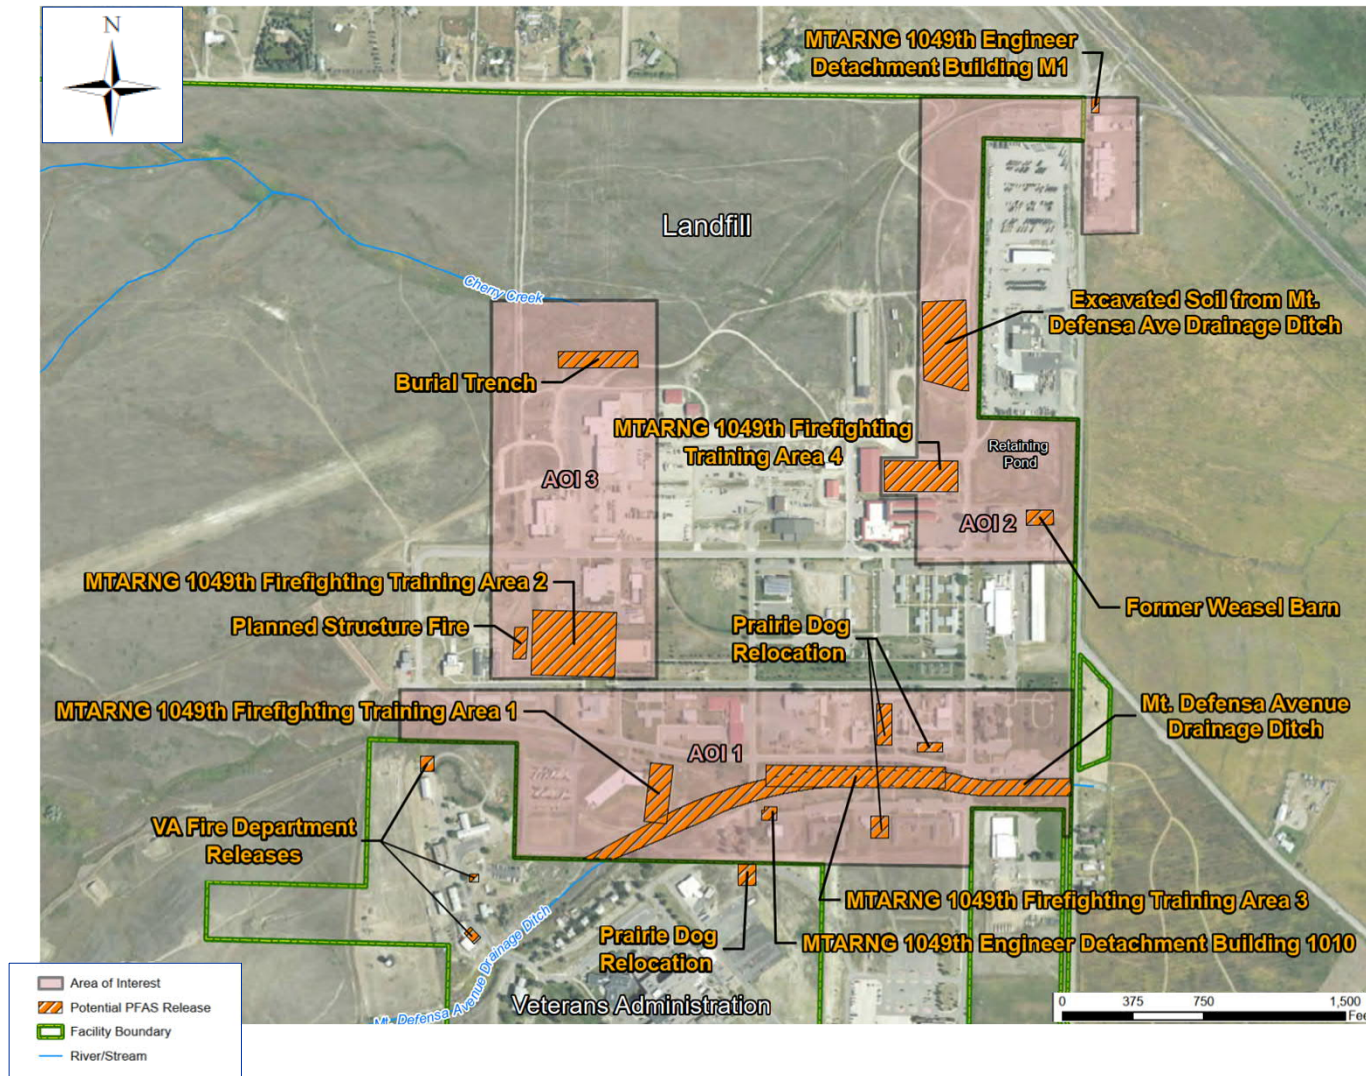 N
MTARNG 1049th Engineer
Detachment Building M1
Landfill
Cherry Creek
Excavated Soil from Mt.
Defensa Ave Drainage Ditch
Burial Trench
MTARNG 1049th Firefighting
Training Area 4
Retaining
Pond
AOI 3
AOI 2
MTARNG 1049th Firefighting Training Area 2
Planned Structure Fire
Prairie Dog
Relocation
Former Weasel Barn
MTARNG 1049th Firefighting Training Area 1
Mt. Defensa Avenue
Drainage Ditch
AOI 1
VA Fire Department
Releases
MTARNG 1049th Firefighting Training Area 3
Prairie Dog
Relocation
MTARNG 1049th Engineer Detachment Building 1010
Mt. Defensa Avenue Drainage Ditch
Veterans Administration
Area of Interest
Potential PFAS Release
Facility Boundary
River/Stream
0 375 750 1,500
Fee